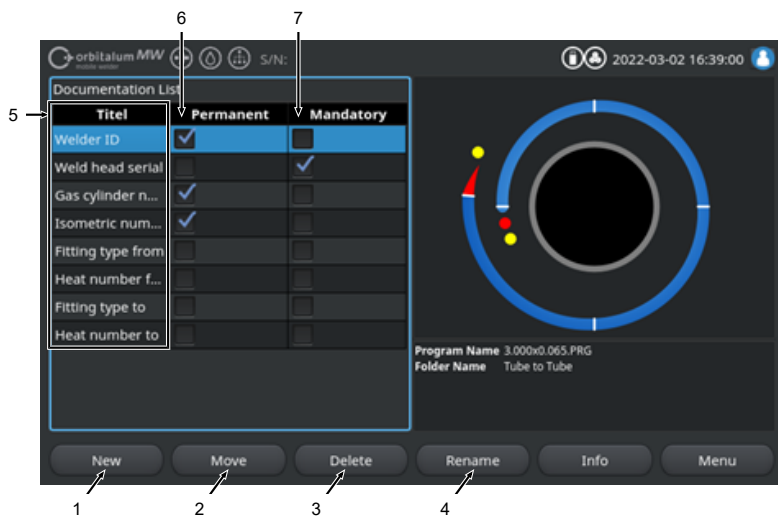 6 7
orbitalum MW
mobile welder
S/N:
2022-03-02 16:39:00
Documentation List
5
Titel Permanent Mandatory
Welder ID
Weld head serial
Gas cylinder n...
Isometric num...
Fitting type from
Heat number f...
Fitting type to
Heat number to
Program Name 3.000x0.065.PRG
Folder Name Tube to Tube
New Move Delete Rename Info Menu
1 2 3 4